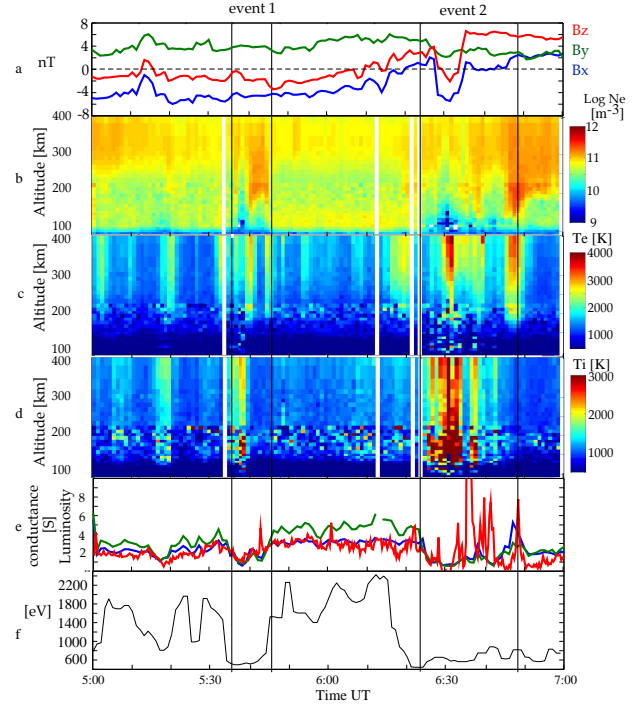 event 1 event 2
a nT
8
4
0
-4
-8
Bz
By
Bx
Log Ne
[m-3]
b Altitude [km]
400
300
200
100
12
11
10
9
c Altitude [km]
400
300
200
100
Te [K]
4000
3000
2000
1000
d Altitude [km]
400
300
200
100
Ti [K]
3000
2000
1000
e conductance
[S]
Luminosity
8
6
4
2
f [eV]
2200
1800
1400
1000
600
5:00 5:30 6:00 6:30 7:00
Time UT